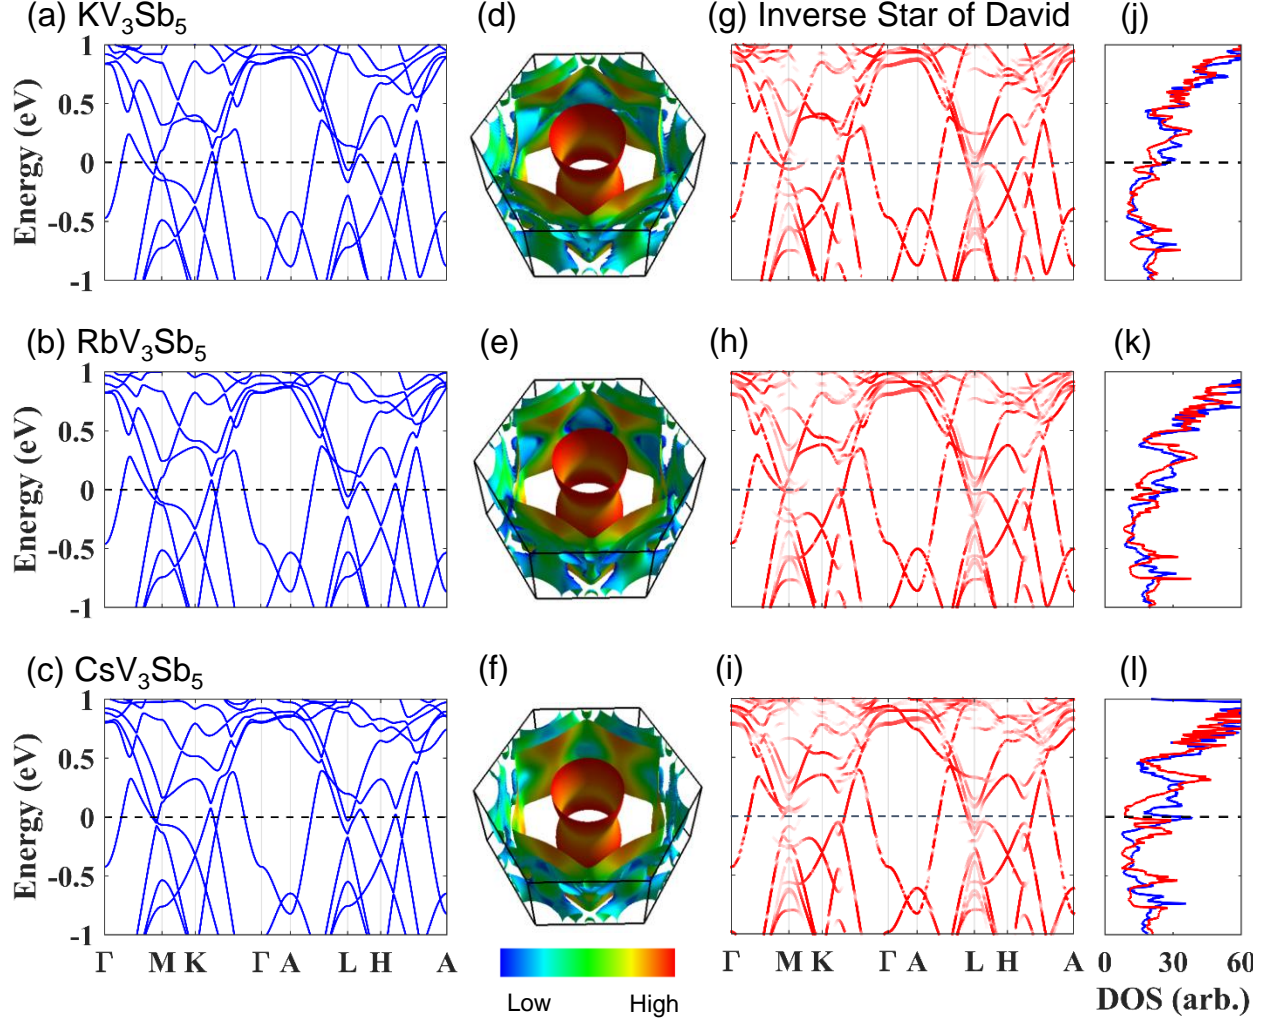 (a) KV₃Sb₅
(d)
(g) Inverse Star of David
(j)
1
0.5
0
-0.5
-1
Energy (eV)
(b) RbV₃Sb₅
(e)
(h)
(k)
1
0.5
0
-0.5
-1
Energy (eV)
(c) CsV₃Sb₅
(f)
(i)
(l)
1
0.5
0
-0.5
-1
Energy (eV)
Γ M K Γ A L H A
Low High
Γ M K Γ A L H A
0 30 60
DOS (arb.)